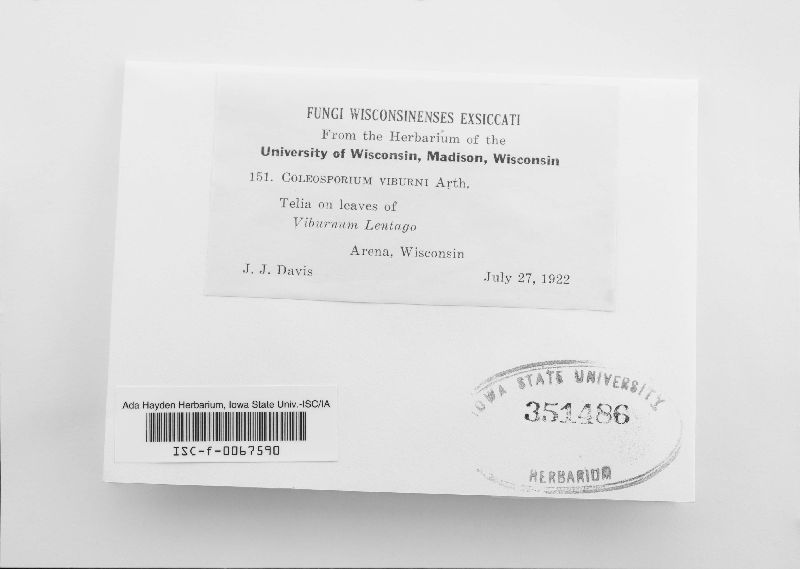 FUNGI WISCONSINENSES EXSICCATI
From the Herbarium of the
University of Wisconsin, Madison, Wisconsin
151. COLEOSPORIUM VIBURNI Arth.
Telia on leaves of
Viburnum Lentago
Arena, Wisconsin
J. J. Davis July 27, 1922
Ada Hayden Herbarium, Iowa State Univ.-ISC/IA
ISC-f-0067590
IOWA STATE UNIVERSITY
351486
HERBARIUM